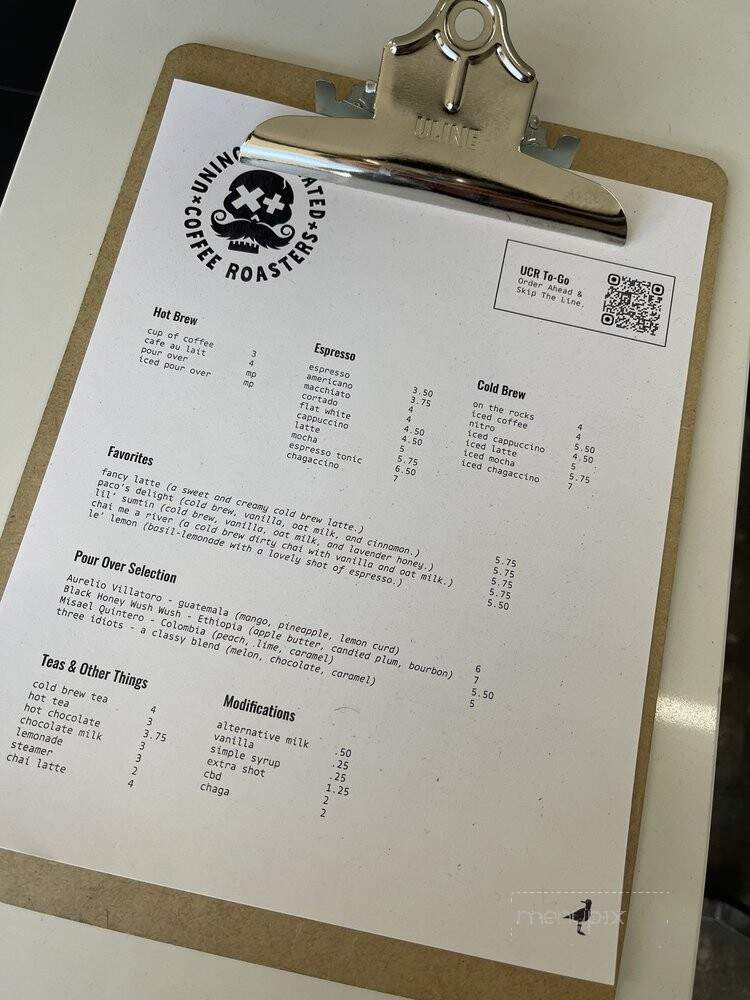 ULINE
COFFEE ROASTERS
UCR To-Go
Order Ahead &
Skip The Line.
Hot Brew
cup of coffee 3
cafe au lait 4
pour over mp
iced pour over mp
Espresso
espresso 3.50
americano 3.75
macchiato 4
cortado 4
flat white 4.50
cappuccino 4.50
latte 5
mocha 5.75
espresso tonic 6.50
chagaccino 7
Cold Brew
on the rocks 4
iced coffee 4
nitro 5.50
iced cappuccino 4.50
iced latte 5
iced mocha 5.75
iced chagaccino 7
Favorites
fancy latte (a sweet and creamy cold brew latte.) 5.75
paco's delight (cold brew, vanilla, oat milk, and cinnamon.) 5.75
lil' sumtin (cold brew, vanilla, oat milk, and lavender honey.) 5.75
chai me a river (a cold brew dirty chai with vanilla and oat milk.) 5.75
le' lemon (basil-lemonade with a lovely shot of espresso.) 5.50
Pour Over Selection
Aurelio Villatoro - guatemala (mango, pineapple, lemon curd) 6
Black Honey Wush Wush - Ethiopia (apple butter, candied plum, bourbon) 7
Misael Quintero - Colombia (peach, lime, caramel) 5.50
three idiots - a classy blend (melon, chocolate, caramel) 5
Teas & Other Things
cold brew tea 4
hot tea 3
hot chocolate 3.75
chocolate milk 3
lemonade 3
steamer 2
chai latte 4
Modifications
alternative milk .50
vanilla .25
simple syrup .25
extra shot 1.25
cbd 2
chaga 2
menupix